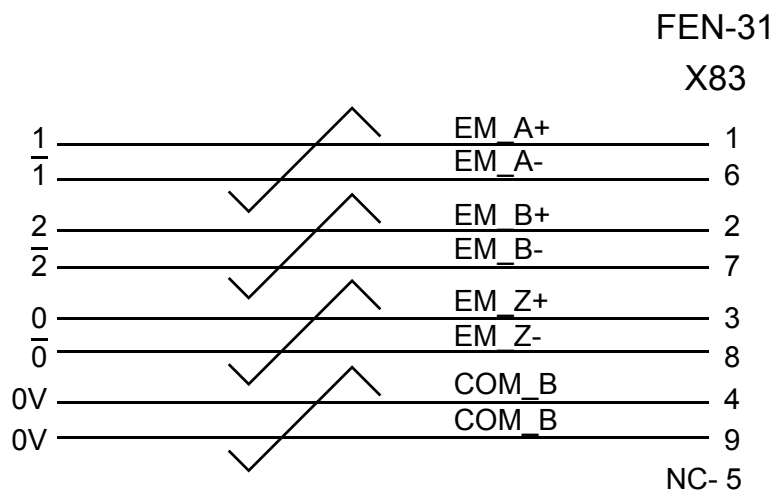 FEN-31
X83
1 EM_A+ 1
1̅ EM_A- 6
2 EM_B+ 2
2̅ EM_B- 7
0 EM_Z+ 3
0̅ EM_Z- 8
0V COM_B 4
0V COM_B 9
NC- 5